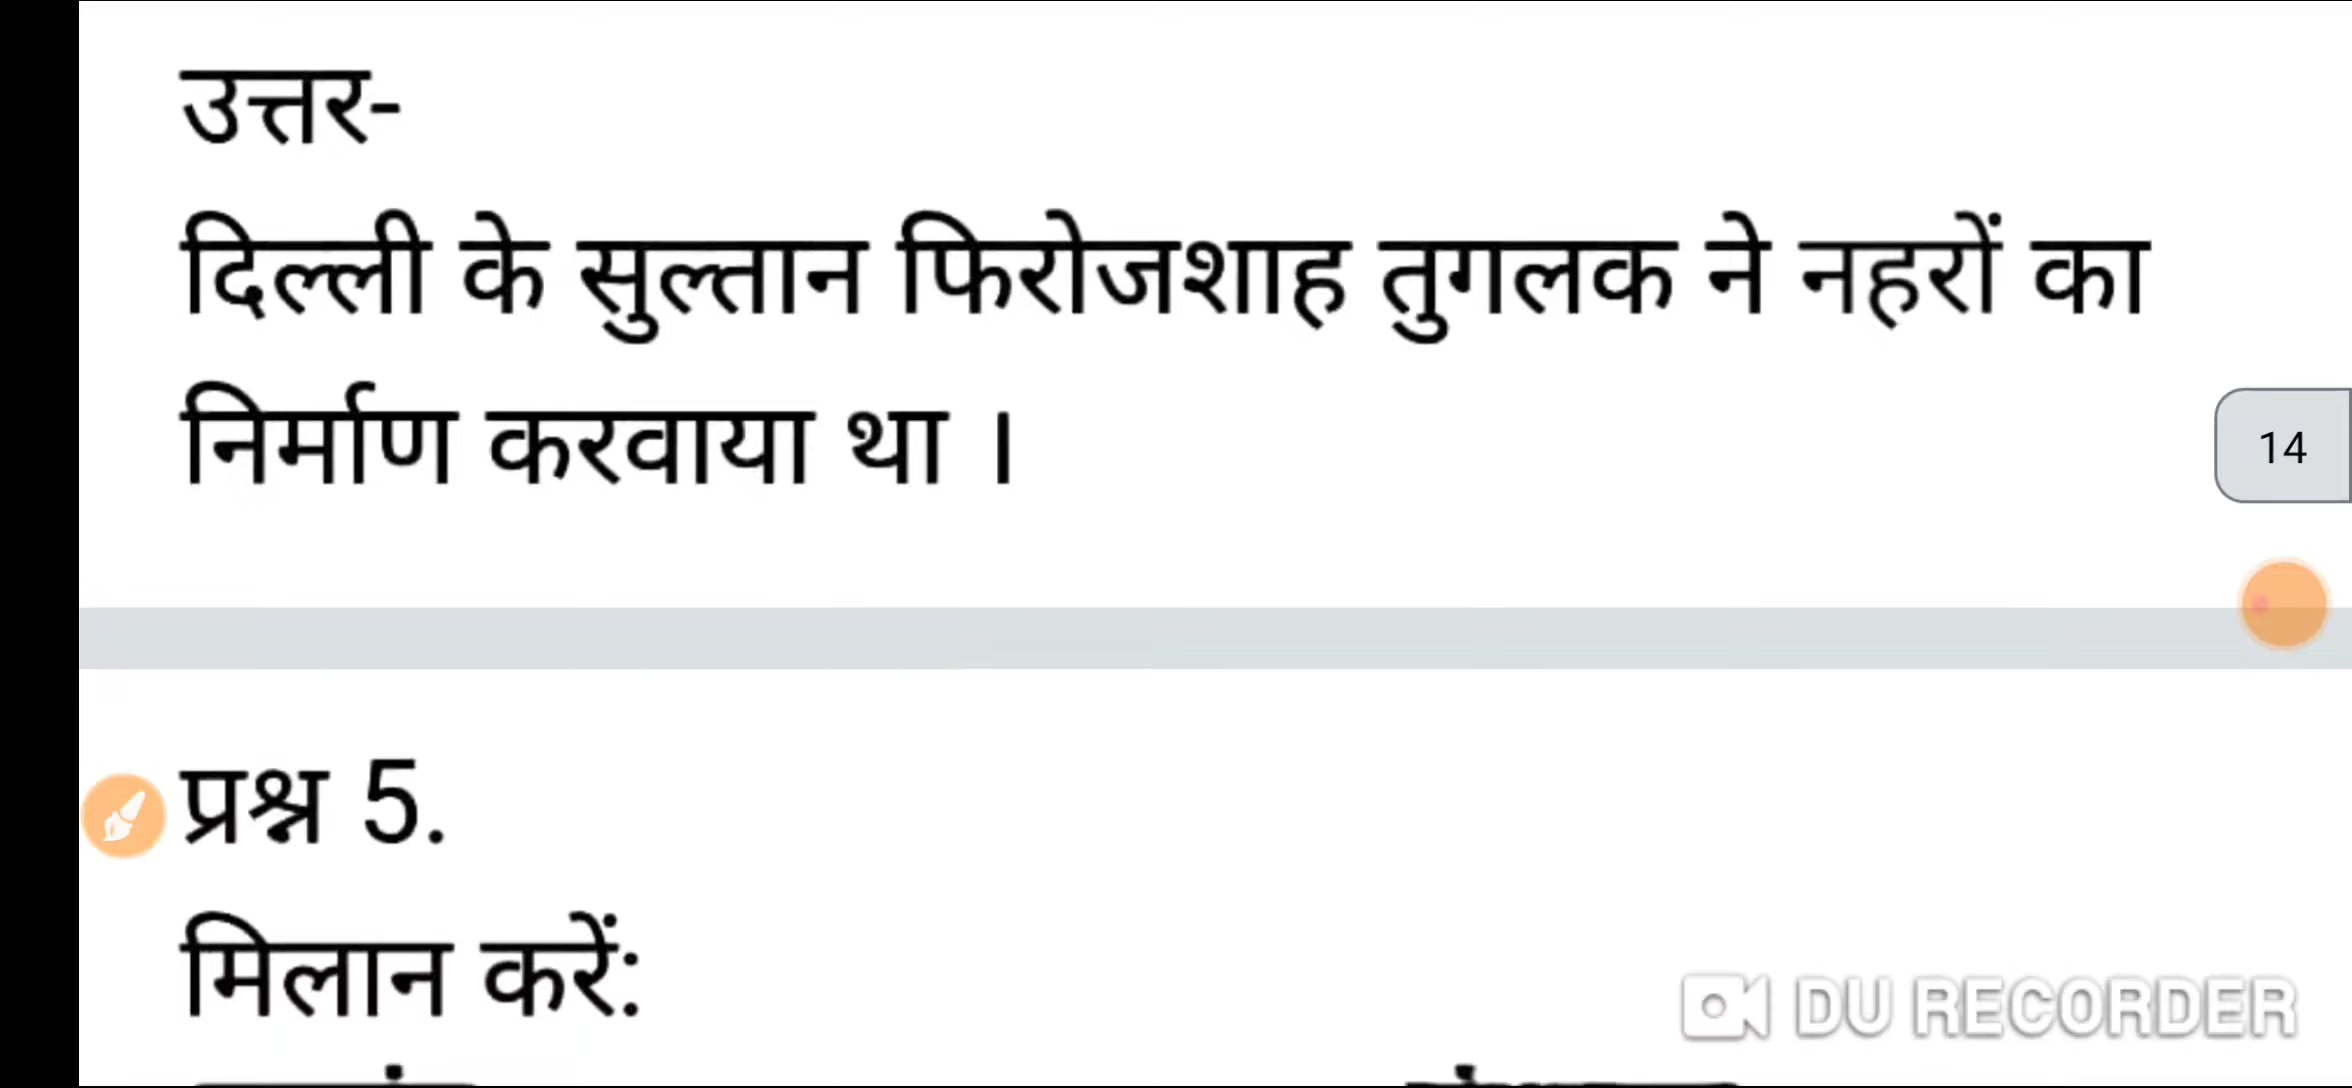 उत्तर-
दिल्ली के सुल्तान फिरोजशाह तुगलक ने नहरों का
निर्माण करवाया था ।
14
प्रश्न 5.
मिलान करें:
DU RECORDER